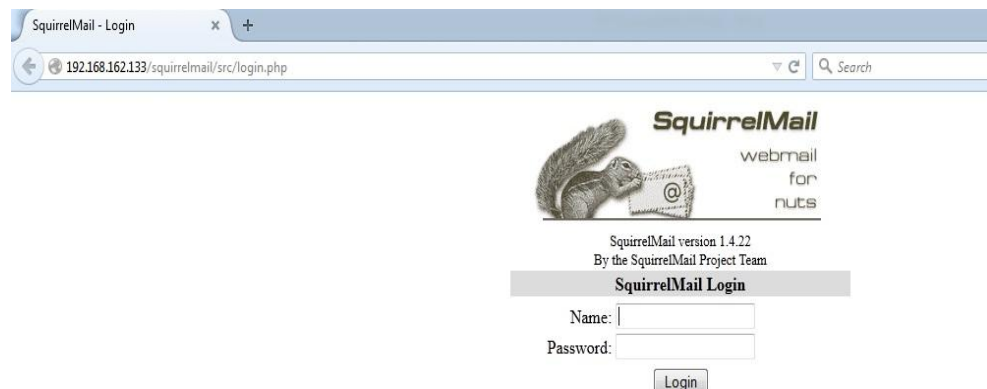 SquirrelMail - Login
192.168.162.133/squirrelmail/src/login.php
Search
SquirrelMail
webmail
for
nuts
@
SquirrelMail version 1.4.22
By the SquirrelMail Project Team
SquirrelMail Login
Name:
Password:
Login